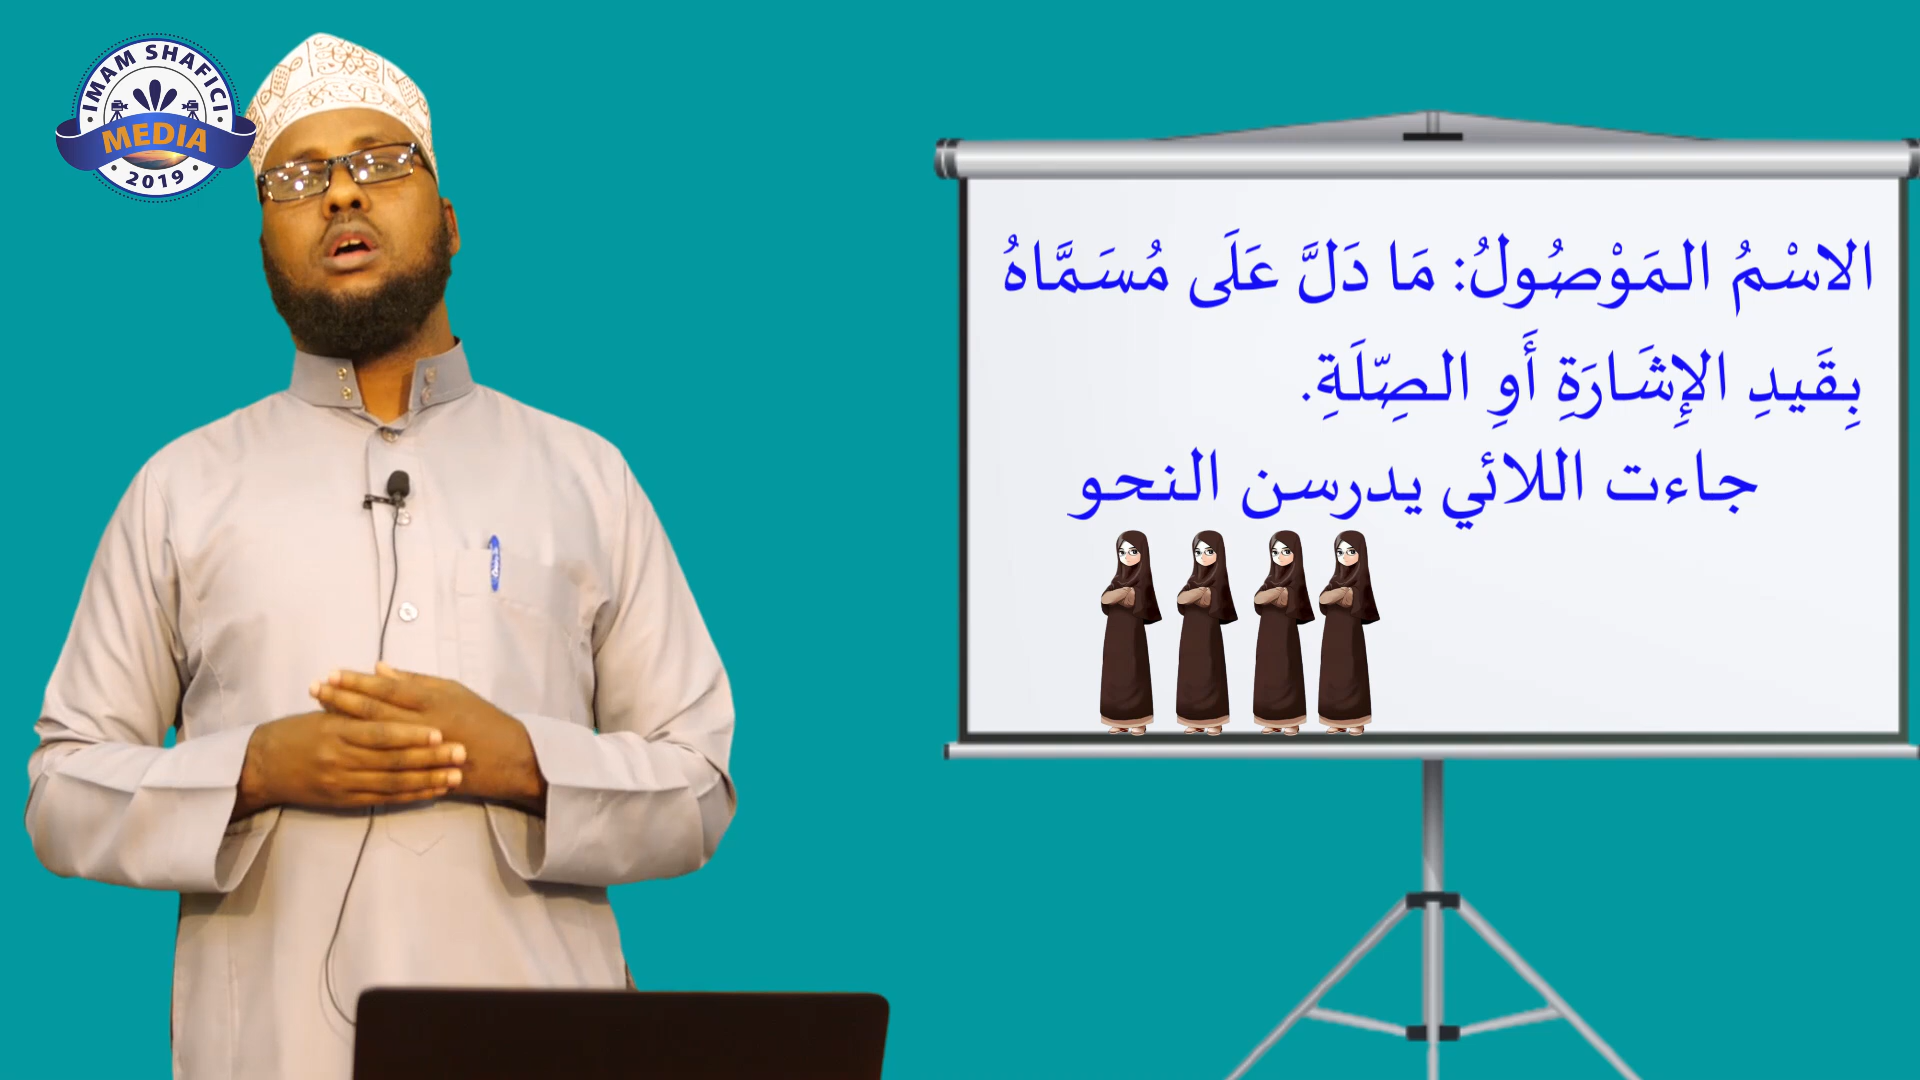 IMAM SHAFICI
MEDIA
2019
الاسْمُ المَوْصُولُ: مَا دَلَّ عَلَى مُسَمَّاهُ
بِقَيدِ الإِشَارَةِ أَوِ الصِّلَةِ.
جاءت اللائي يدرسن النحو